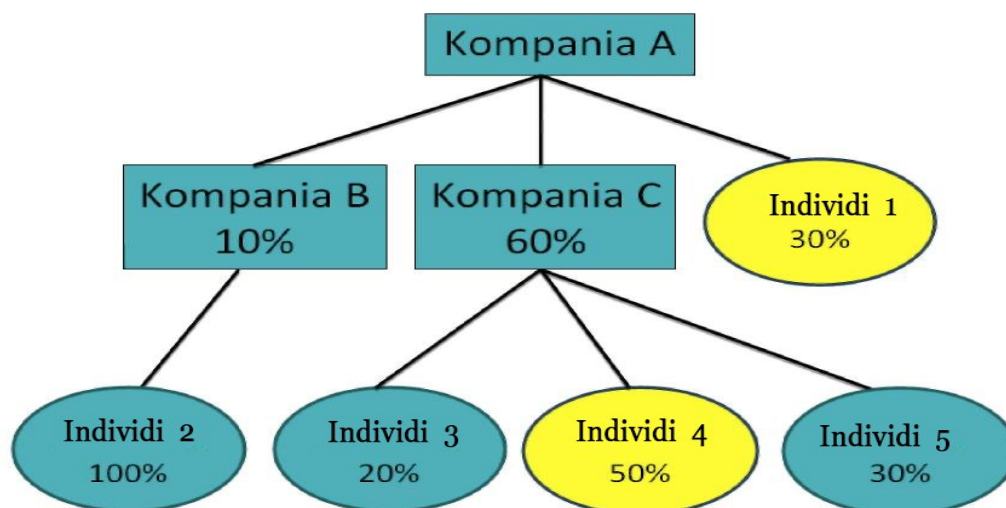 Kompania A
Kompania B
10%
Kompania C
60%
Individi 1
30%
Individi 2
100%
Individi 3
20%
Individi 4
50%
Individi 5
30%